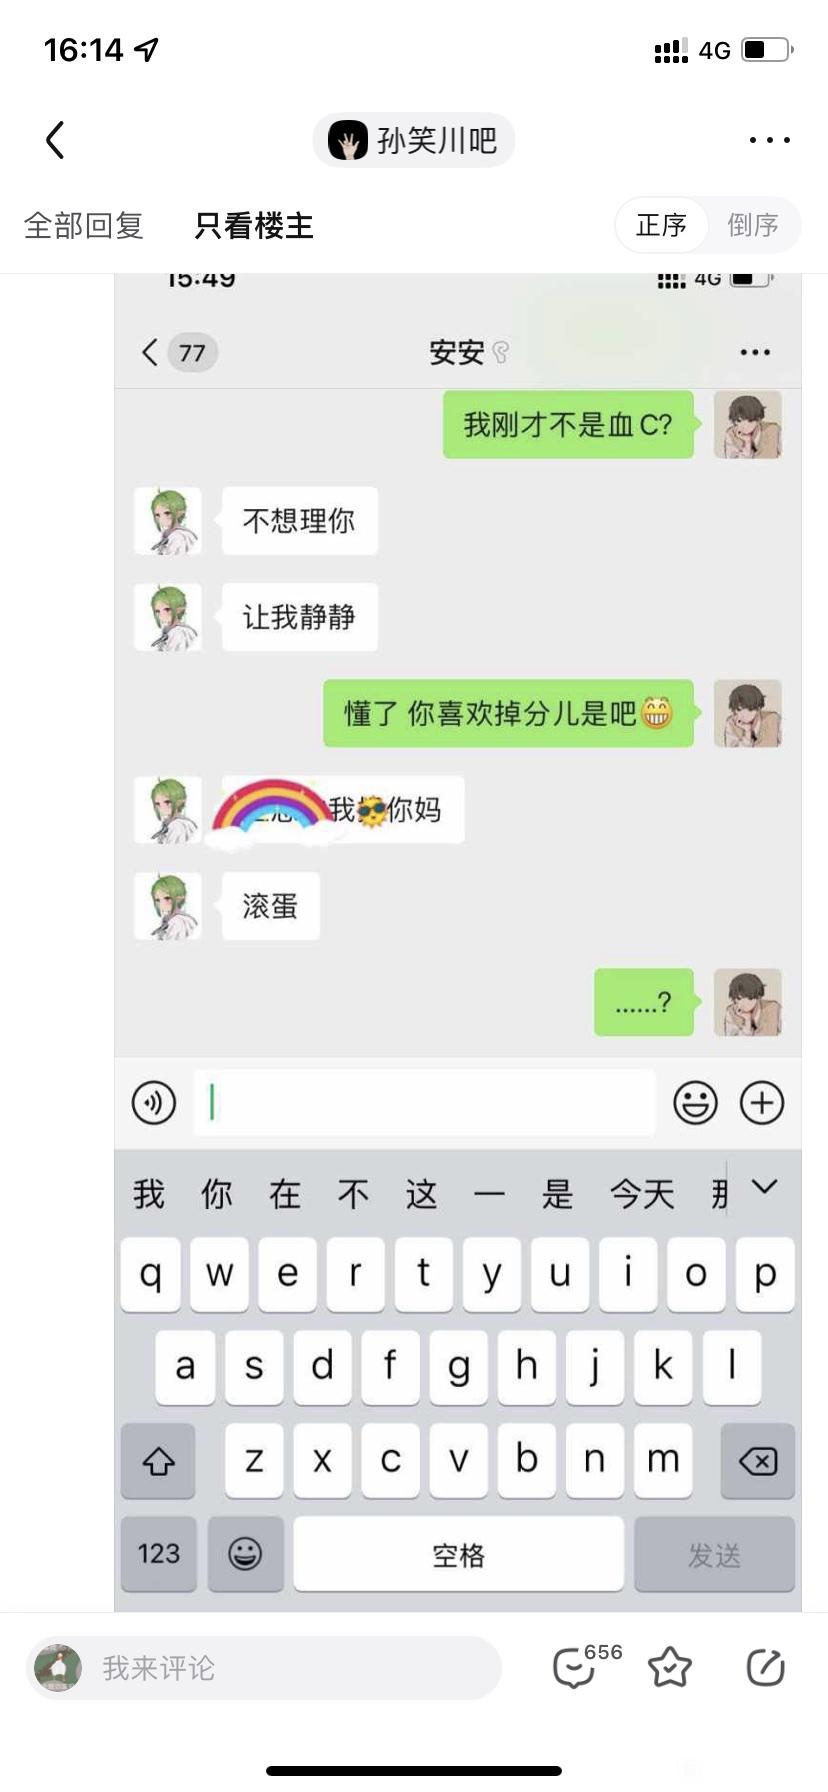 16:14
4G
孙笑川吧
全部回复 只看楼主 正序 倒序
15:49 4G
77 安安
我刚才不是血C?
不想理你
让我静静
懂了 你喜欢掉分儿是吧😁
我 你妈
滚蛋
......?
我 你 在 不 这 一 是 今天
q w e r t y u i o p
a s d f g h j k l
z x c v b n m
123 空格 发送
我来评论 656